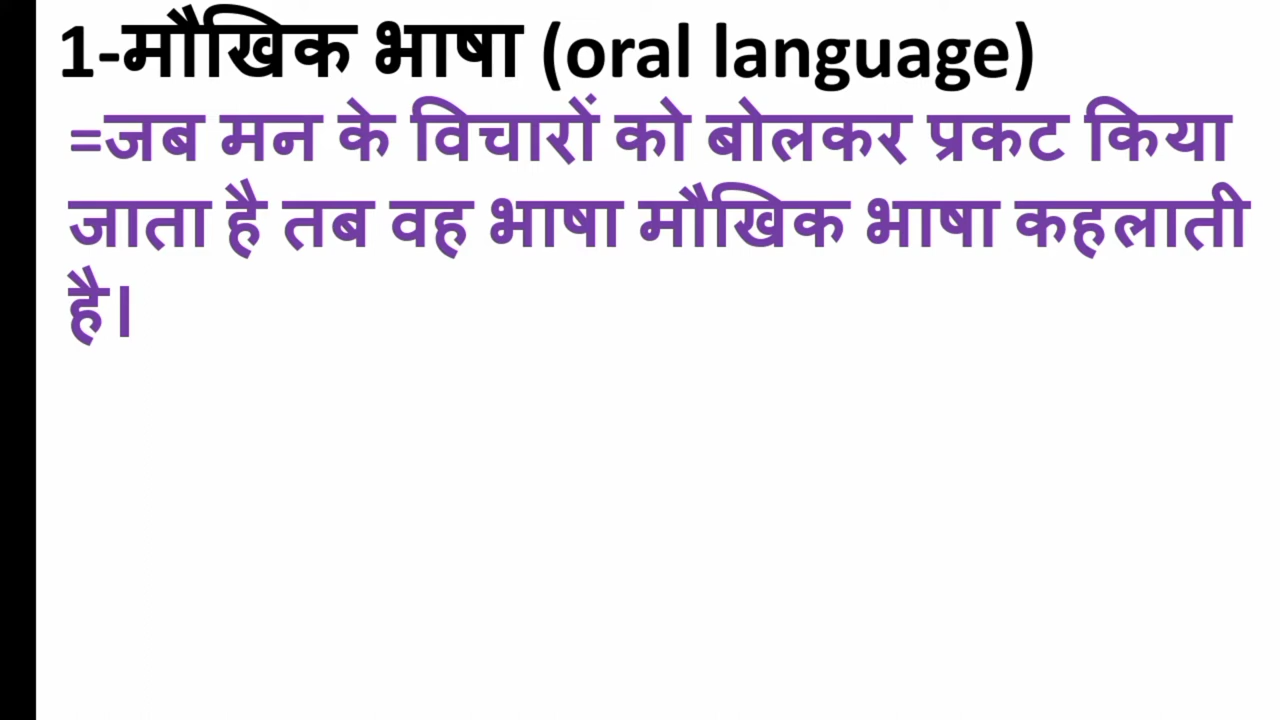 1-मौखिक भाषा (oral language)
=जब मन के विचारों को बोलकर प्रकट किया
जाता है तब वह भाषा मौखिक भाषा कहलाती
है।